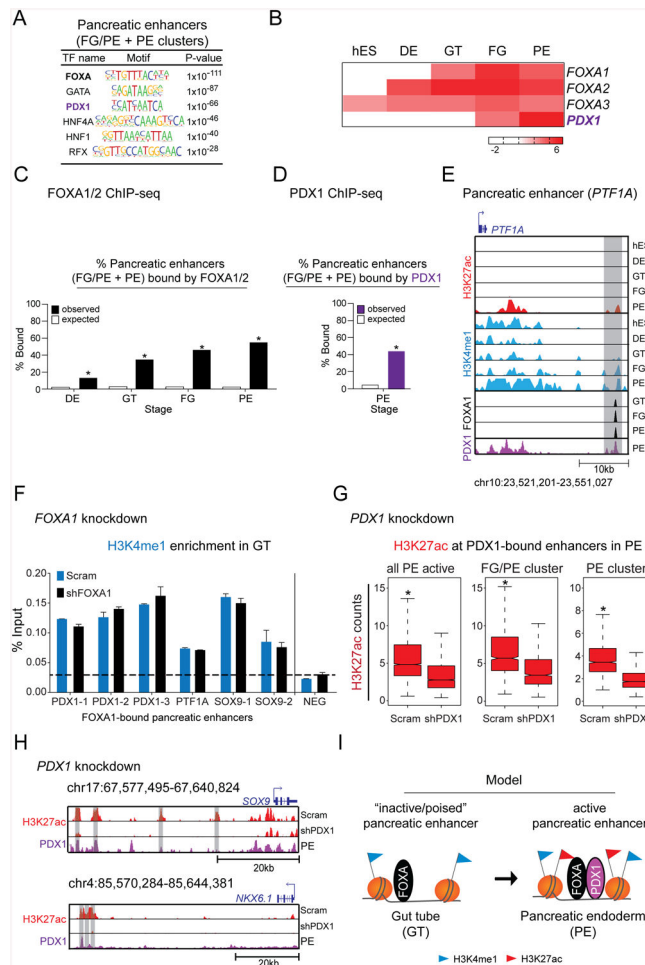 A
Pancreatic enhancers
(FG/PE + PE clusters)
TF name Motif P-value
FOXA 1x10-111
GATA 1x10-87
PDX1 1x10-66
HNF4A 1x10-46
HNF1 1x10-40
RFX 1x10-28
B
hES DE GT FG PE
FOXA1
FOXA2
FOXA3
PDX1
-2 2 6
C
FOXA1/2 ChIP-seq
% Pancreatic enhancers
(FG/PE + PE) bound by FOXA1/2
observed
expected
% Bound
100
80
60
40
20
0
* * * *
DE GT FG PE
Stage
D
PDX1 ChIP-seq
% Pancreatic enhancers
(FG/PE + PE) bound by PDX1
observed
expected
% Bound
100
80
60
40
20
0
*
PE
Stage
E
Pancreatic enhancer (PTF1A)
PTF1A
H3K27ac
hES
DE
GT
FG
PE
H3K4me1
hES
DE
GT
FG
PE
FOXA1
GT
FG
PE
PDX1
PE
10kb
chr10:23,521,201-23,551,027
F
FOXA1 knockdown
H3K4me1 enrichment in GT
Scram
shFOXA1
% Input
0.20
0.15
0.10
0.05
0.00
PDX1-1 PDX1-2 PDX1-3 PTF1A SOX9-1 SOX9-2 NEG
FOXA1-bound pancreatic enhancers
G
PDX1 knockdown
H3K27ac at PDX1-bound enhancers in PE
all PE active FG/PE cluster PE cluster
H3K27ac counts
15
10
5
0
*
Scram shPDX1
15
10
5
0
*
Scram shPDX1
10
8
6
4
2
0
*
Scram shPDX1
H
PDX1 knockdown
chr17:67,577,495-67,640,824
SOX9
H3K27ac
Scram
shPDX1
PDX1
PE
20kb
chr4:85,570,284-85,644,381
NKX6.1
H3K27ac
Scram
shPDX1
PDX1
PE
20kb
I
Model
"inactive/poised"
pancreatic enhancer
active
pancreatic enhancer
FOXA
FOXA
PDX1
Gut tube
(GT)
Pancreatic endoderm
(PE)
H3K4me1 H3K27ac